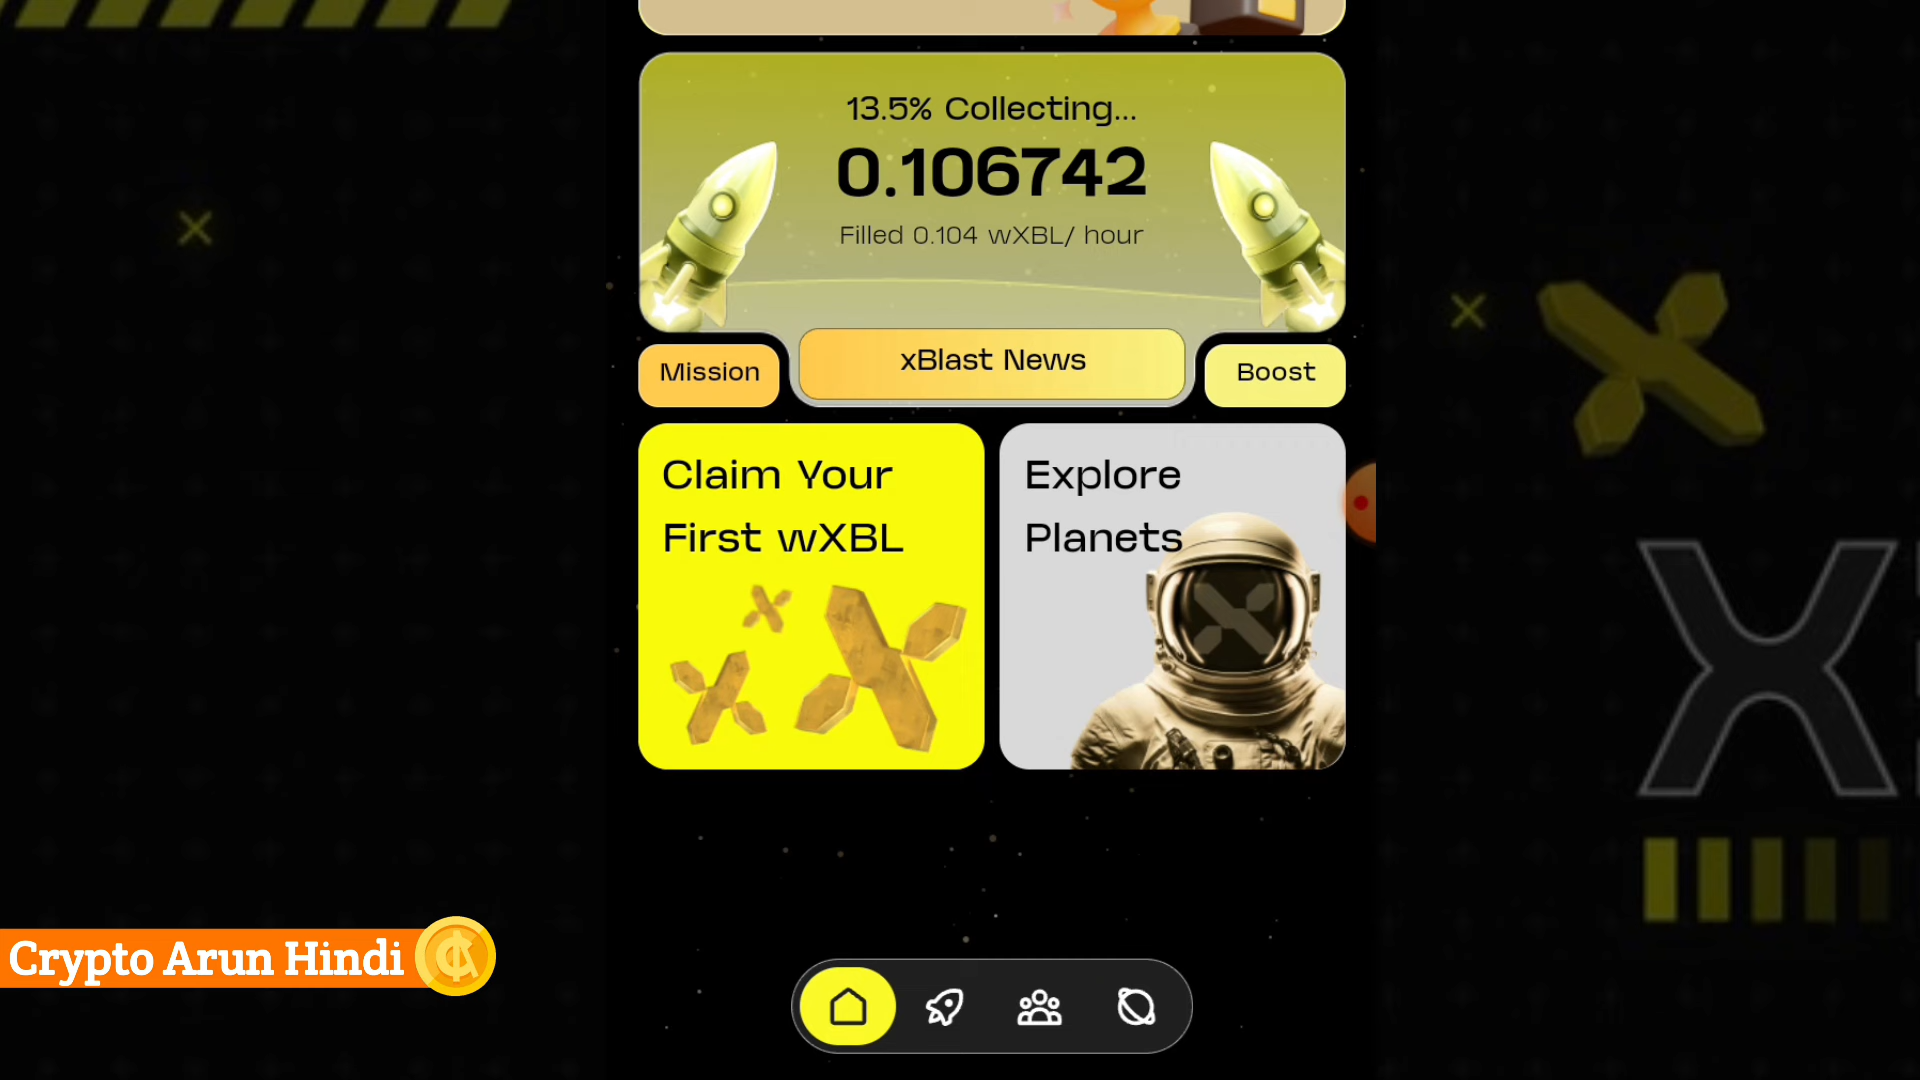 13.5% Collecting...
0.106742
Filled 0.104 wXBL/ hour
Mission
xBlast News
Boost
Claim Your
First wXBL
Explore
Planets
X
Crypto Arun Hindi